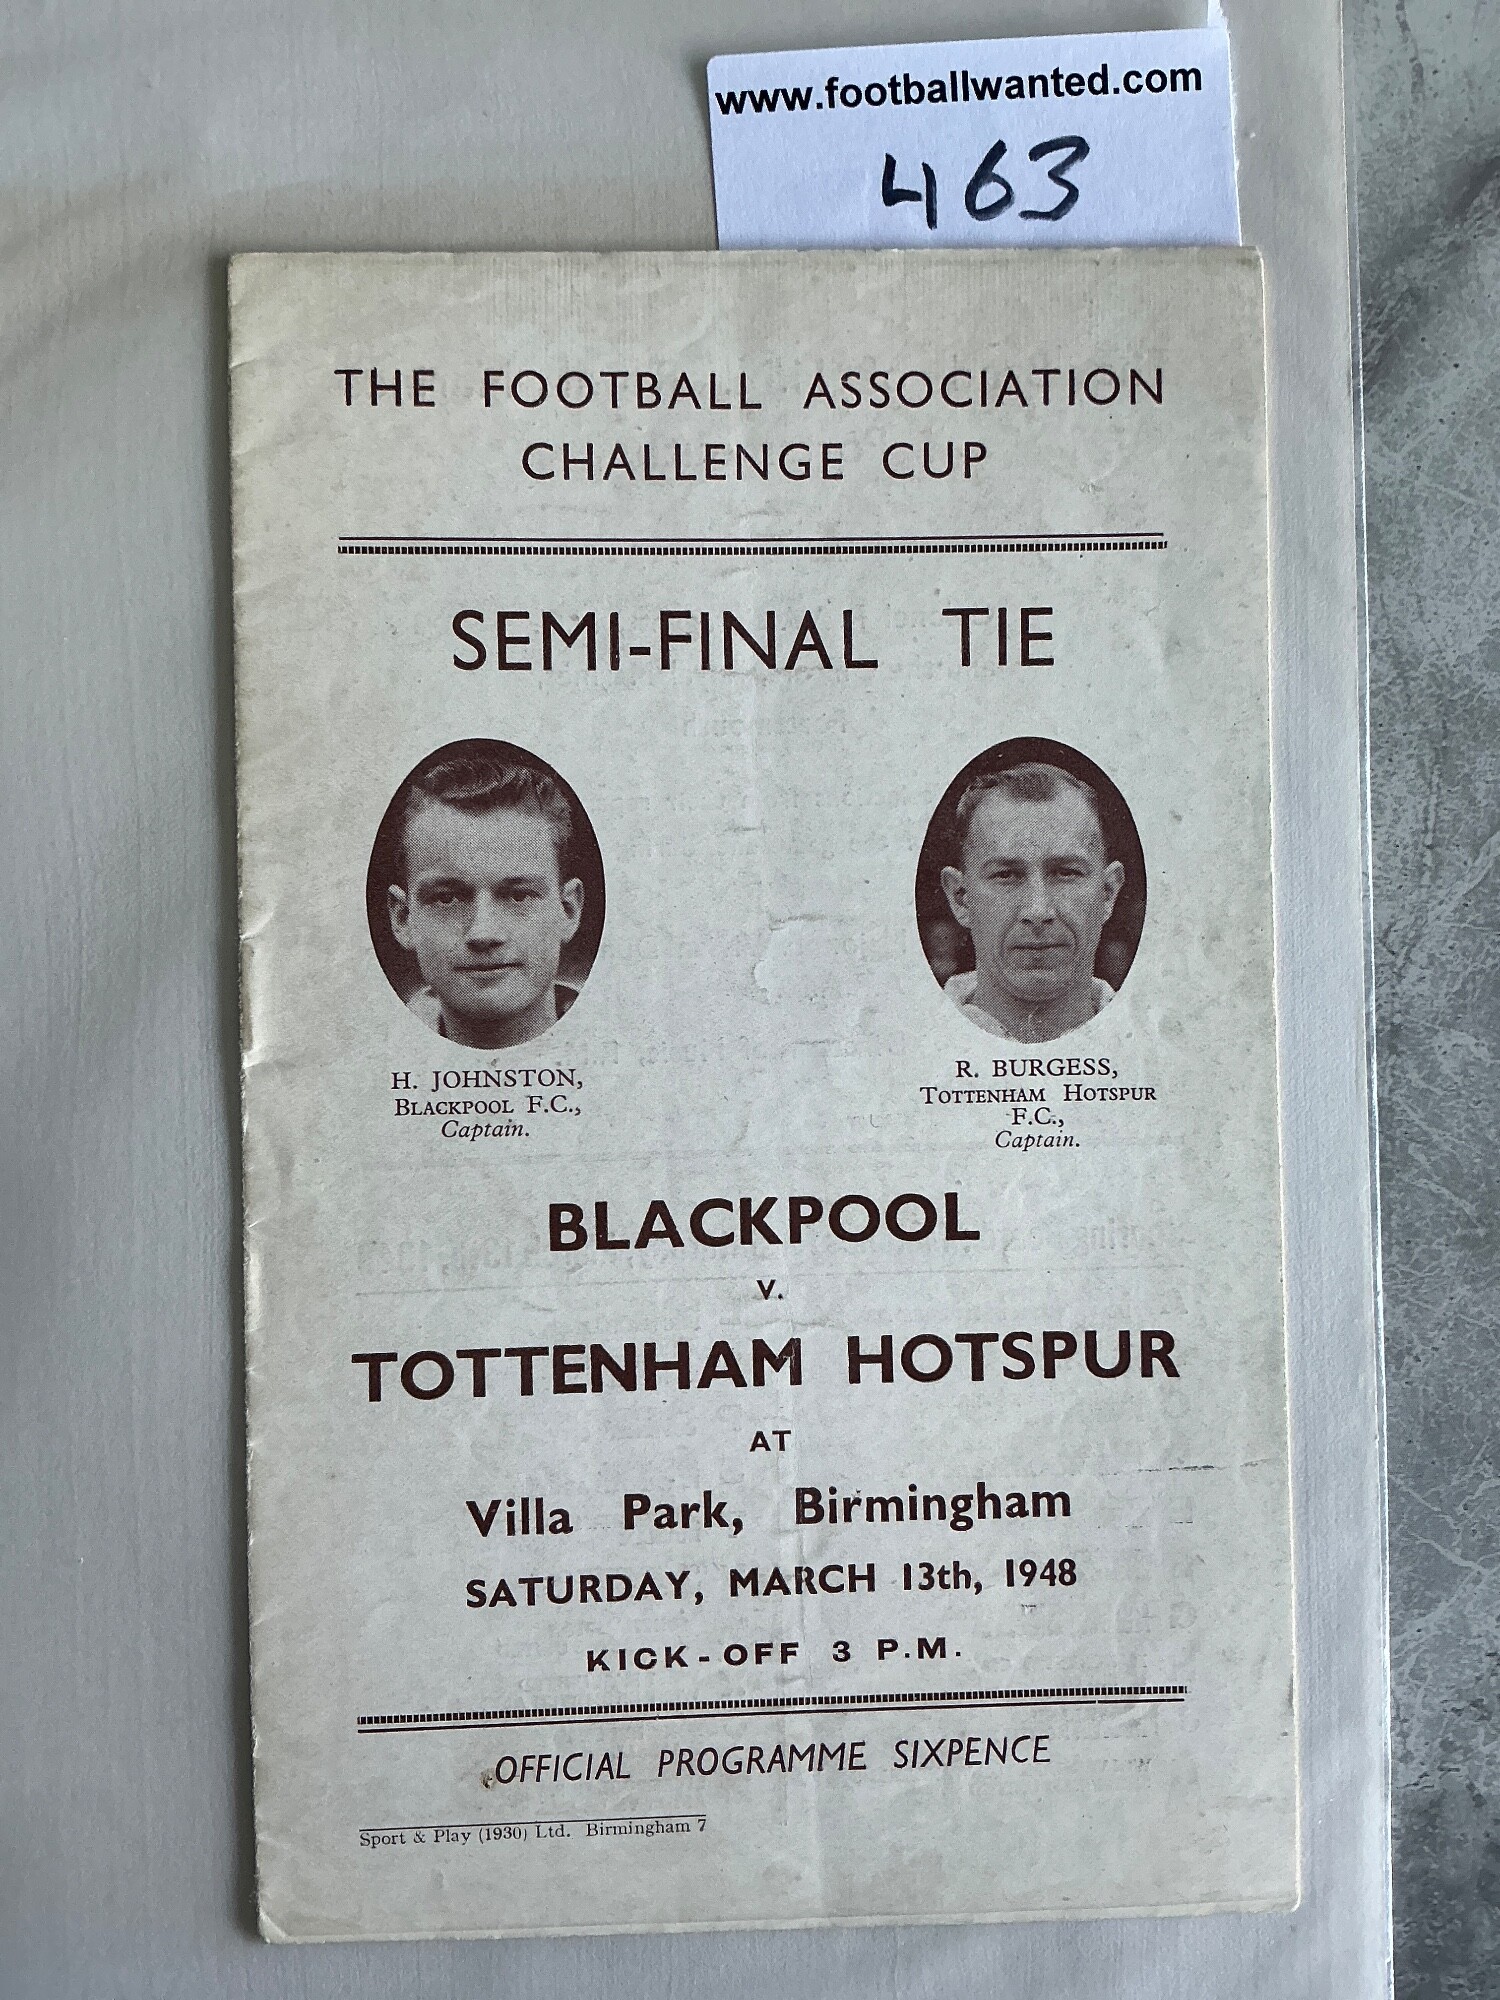 www.footballwanted.com
463
THE FOOTBALL ASSOCIATION
CHALLENGE CUP
SEMI-FINAL TIE
H. JOHNSTON,
BLACKPOOL F.C.,
Captain.
R. BURGESS,
TOTTENHAM HOTSPUR
F.C.,
Captain.
BLACKPOOL
V.
TOTTENHAM HOTSPUR
AT
Villa Park, Birmingham
SATURDAY, MARCH 13th, 1948
KICK-OFF 3 P.M.
OFFICIAL PROGRAMME SIXPENCE
Sport & Play (1930) Ltd. Birmingham 7